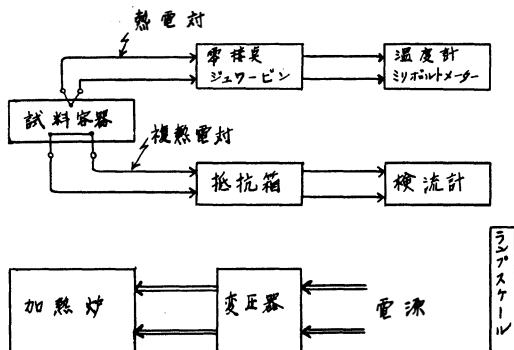 熱電対
零接点
ジュワービン
温度計
ミリボルトメーター
試料容器
複熱電対
抵抗箱
検流計
加熱炉
変圧器
電源
ランプスケール